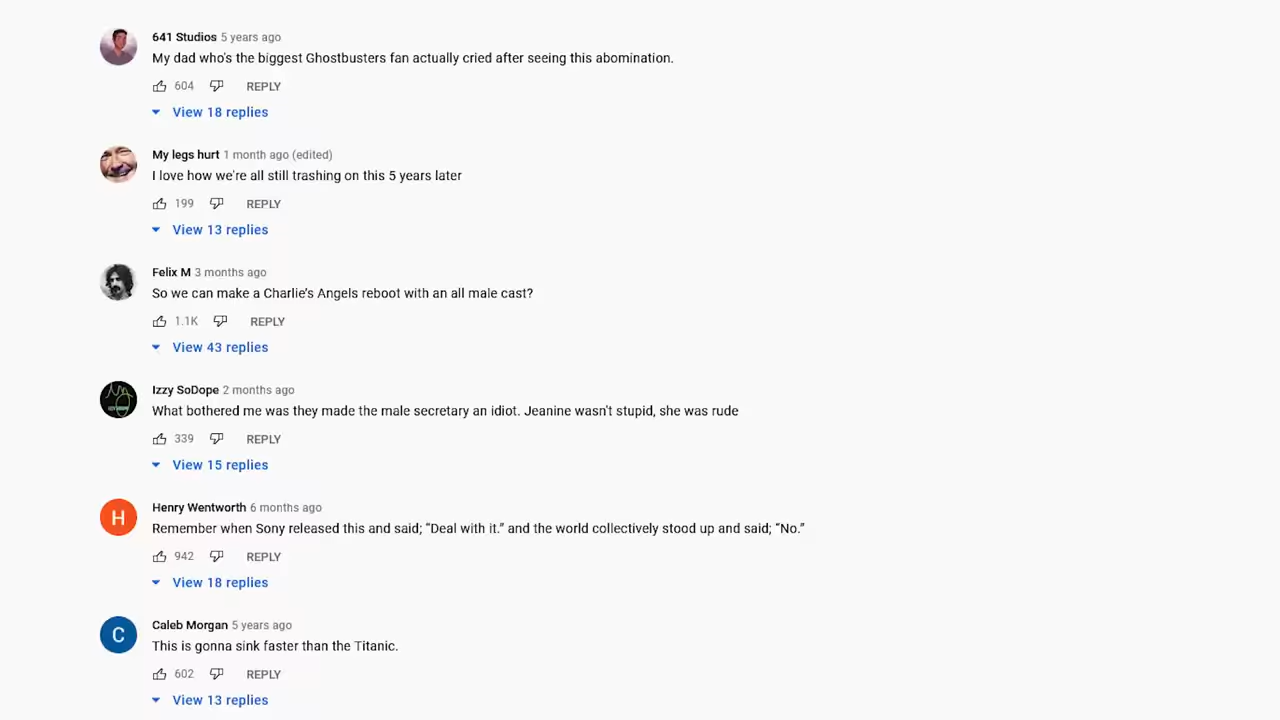 641 Studios 5 years ago
My dad who's the biggest Ghostbusters fan actually cried after seeing this abomination.
604 REPLY
View 18 replies
My legs hurt 1 month ago (edited)
I love how we're all still trashing on this 5 years later
199 REPLY
View 13 replies
Felix M 3 months ago
So we can make a Charlie's Angels reboot with an all male cast?
1.1K REPLY
View 43 replies
Izzy SoDope 2 months ago
What bothered me was they made the male secretary an idiot. Jeanine wasn't stupid, she was rude
339 REPLY
View 15 replies
H
Henry Wentworth 6 months ago
Remember when Sony released this and said; “Deal with it.” and the world collectively stood up and said; “No.”
942 REPLY
View 18 replies
C
Caleb Morgan 5 years ago
This is gonna sink faster than the Titanic.
602 REPLY
View 13 replies